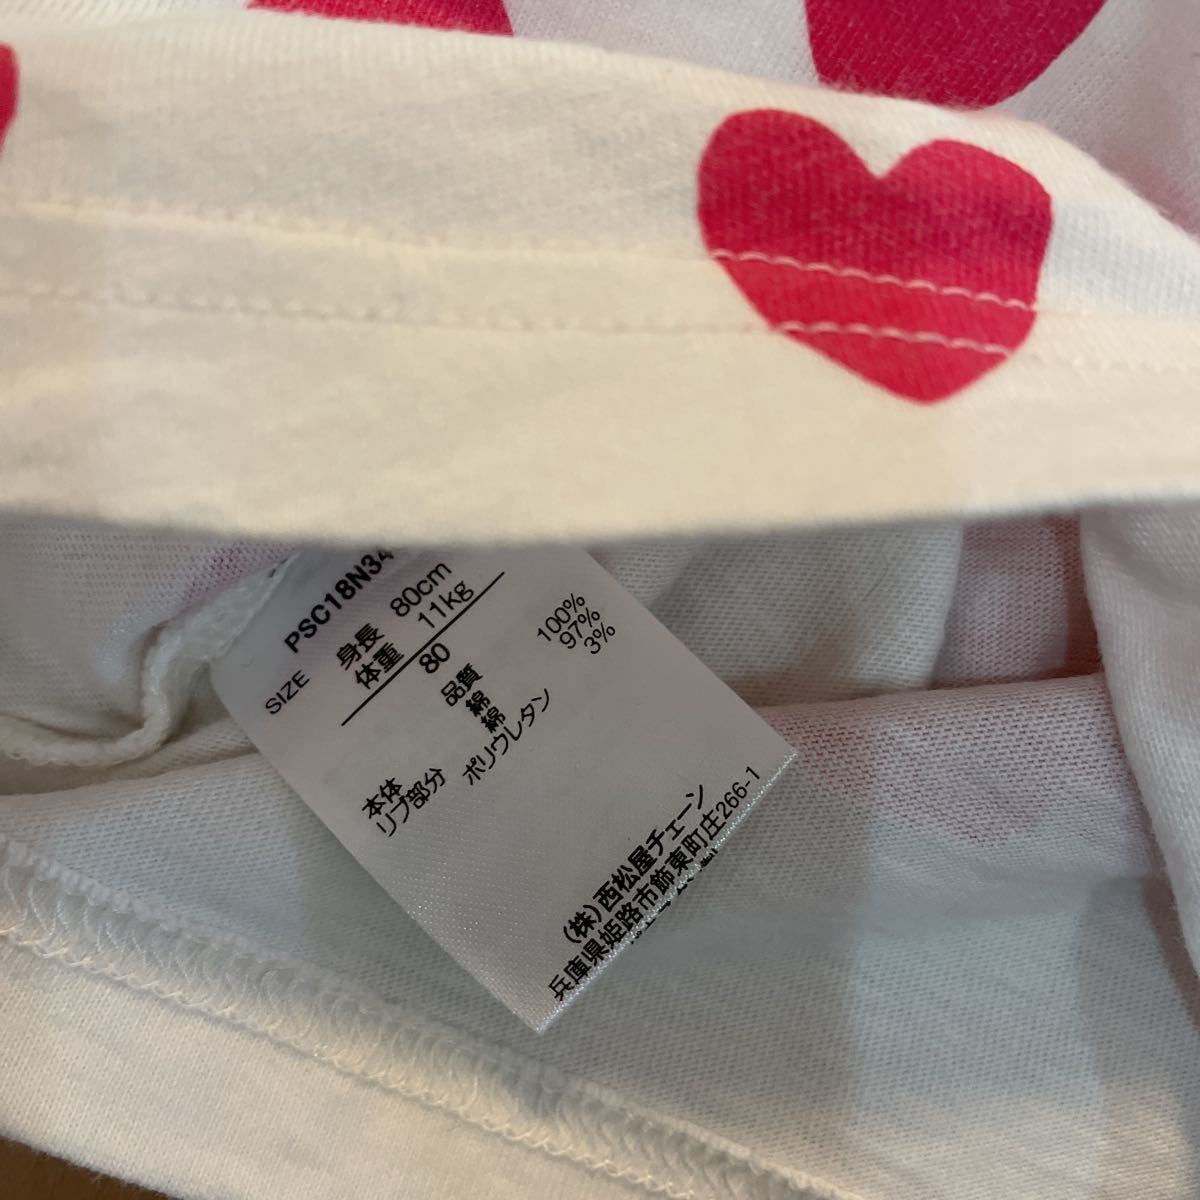 PSC18N34
SIZE
身長 80cm
体重 11kg
80
品質
本体 綿 100%
リブ部分 綿 97%
ポリウレタン 3%
(株)西松屋チェーン
兵庫県姫路市飾東町庄266-1